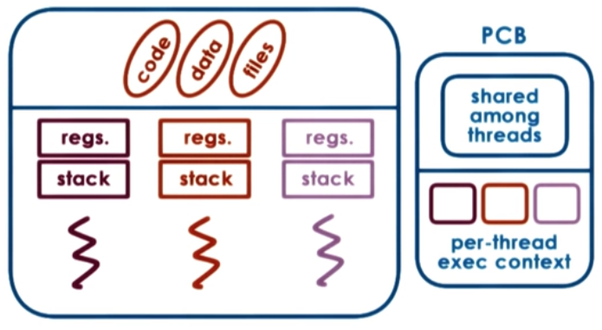 code data files
PCB
shared
among
threads
regs. regs. regs.
stack stack stack
per-thread
exec context